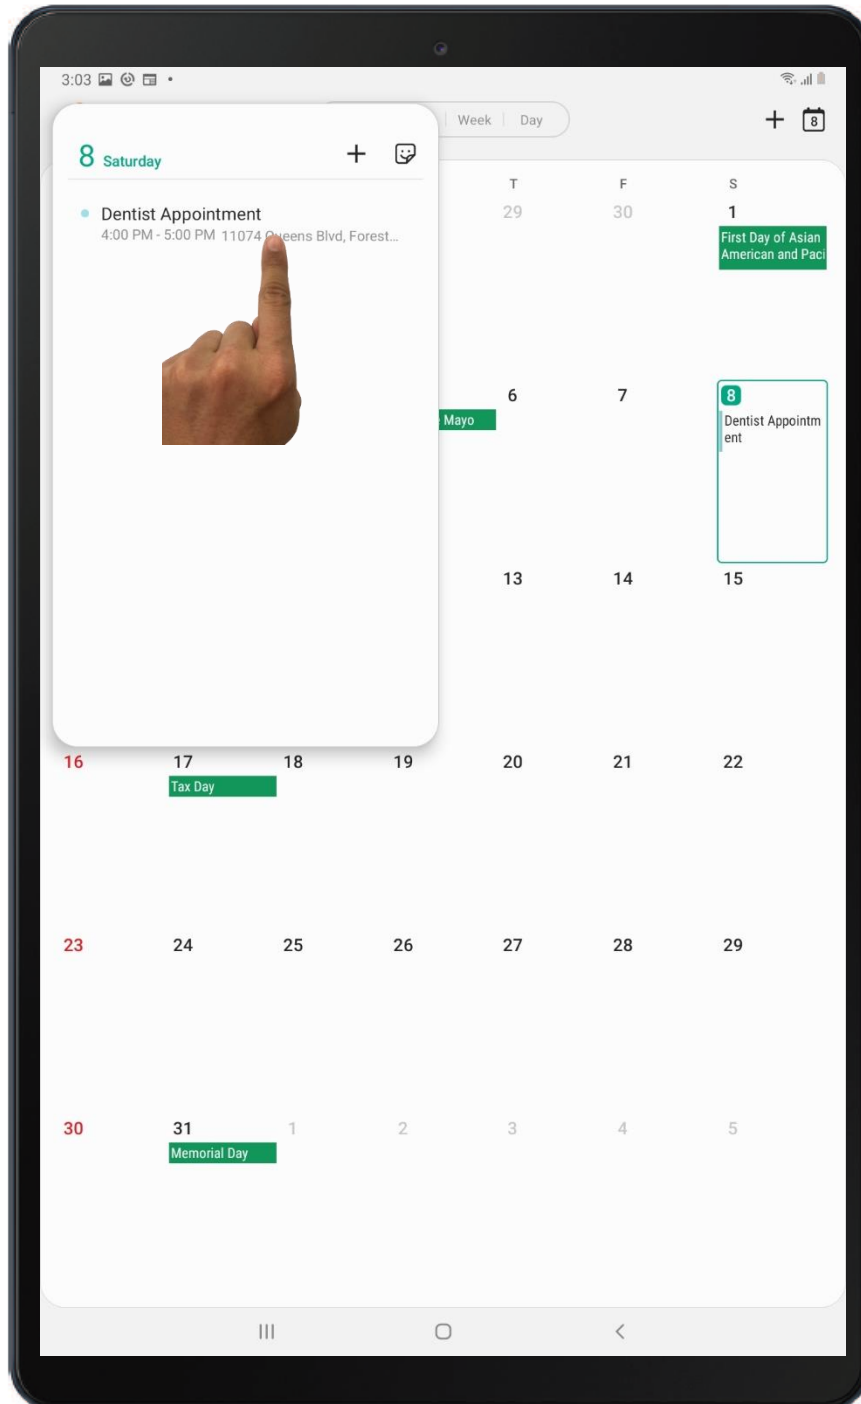 3:03
Week Day
8
8 Saturday
Dentist Appointment
4:00 PM - 5:00 PM 11074 Queens Blvd, Forest...
T F S
29 30 1
First Day of Asian
American and Paci
6 7 8
Mayo
Dentist Appointm
ent
13 14 15
16 17 18 19 20 21 22
Tax Day
23 24 25 26 27 28 29
30 31 1 2 3 4 5
Memorial Day